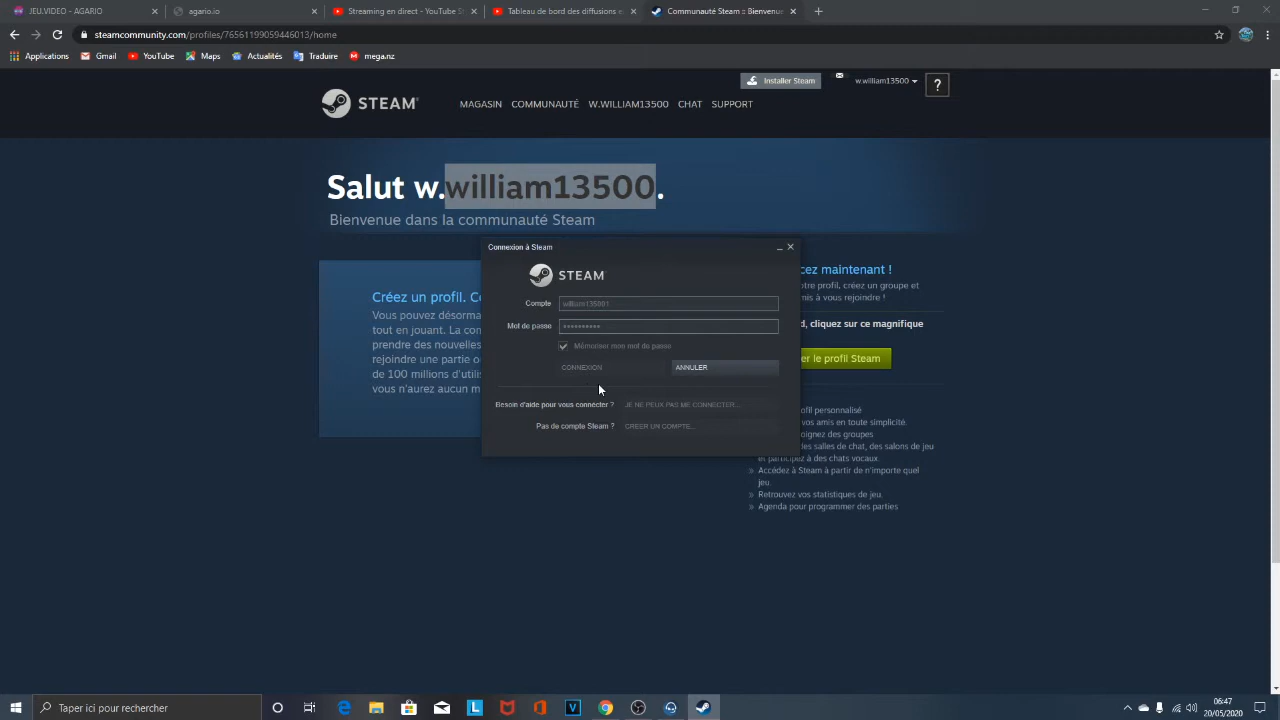 JEU.VIDEO - AGARIO
agario.io
Streaming en direct - YouTube St
Tableau de bord des diffusions e
Communauté Steam :: Bienvenue
steamcommunity.com/profiles/76561199059446013/home
Applications
Gmail
YouTube
Maps
Actualités
Traduire
mega.nz
Installer Steam
w.william13500
?
STEAM
MAGASIN
COMMUNAUTÉ
W.WILLIAM13500
CHAT
SUPPORT
Salut w.william13500.
Bienvenue dans la communauté Steam
Connexion à Steam
STEAM
Compte
william135001
Mot de passe
**********
Mémoriser mon mot de passe
CONNEXION
ANNULER
Besoin d'aide pour vous connecter ?
JE NE PEUX PAS ME CONNECTER...
Pas de compte Steam ?
CRÉER UN COMPTE...
Créez un profil. C
Vous pouvez désorma
tout en jouant. La con
prendre des nouvelles
rejoindre une partie o
de 100 millions d'utilis
vous n'aurez aucun m
cez maintenant !
otre profil, créez un groupe et
mis à vous rejoindre !
d, cliquez sur ce magnifique
er le profil Steam
ofil personnalisé
vos amis en toute simplicité.
oignez des groupes
des salles de chat, des salons de jeu
et participez à des chats vocaux.
» Accédez à Steam à partir de n'importe quel
jeu.
» Retrouvez vos statistiques de jeu.
» Agenda pour programmer des parties
Taper ici pour rechercher
06:47
20/05/2020